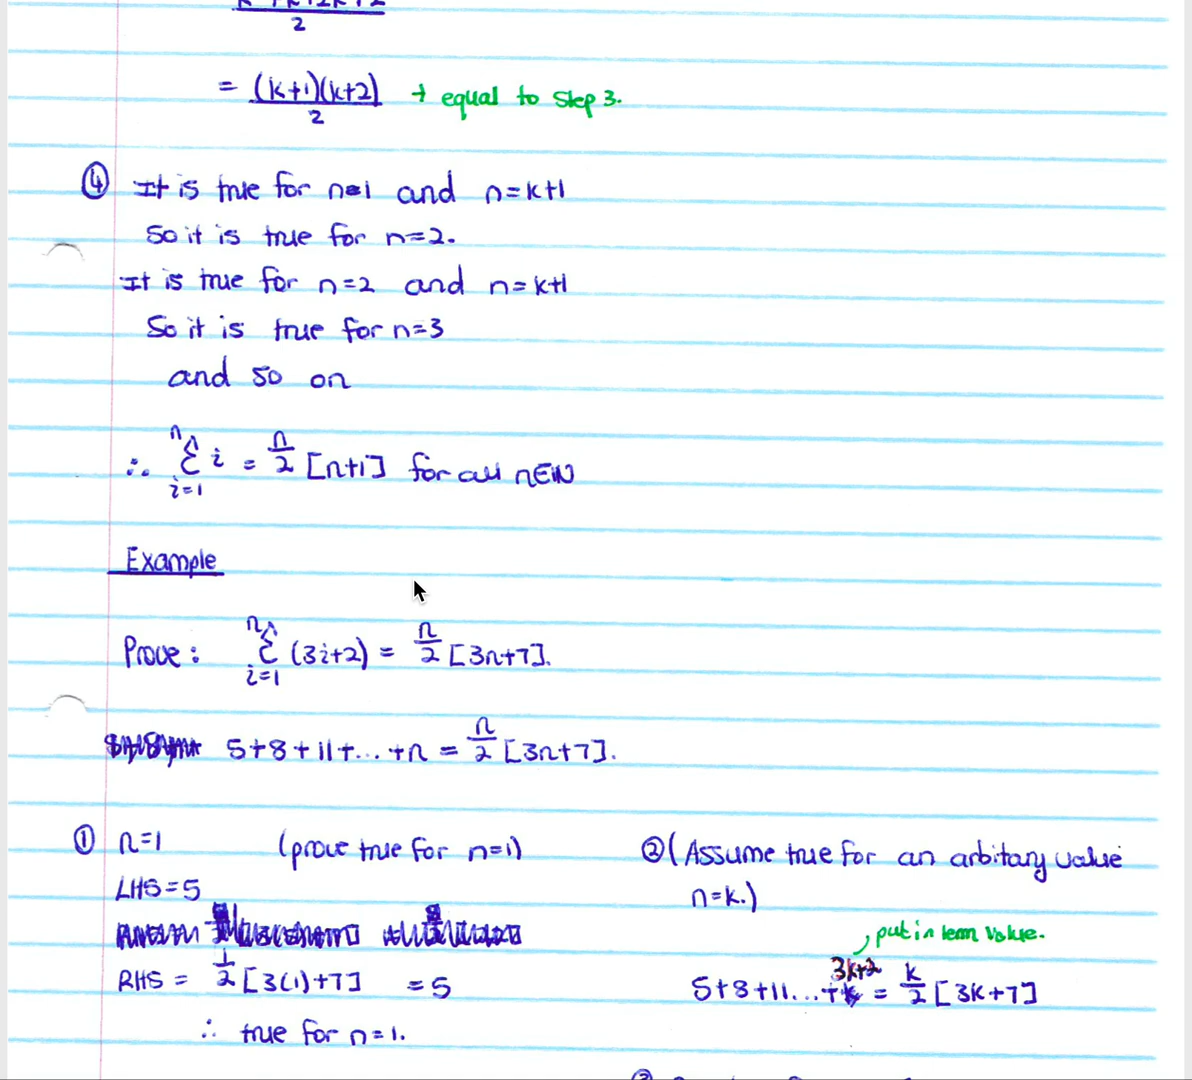 2
= (k+1)(k+2) / 2 → equal to step 3.
④ It is true for n=1 and n=k+1
So it is true for n=2.
It is true for n=2 and n=k+1
So it is true for n=3
and so on
∴ n Σ i=1 i = n/2 [n+1] for all n∈ℕ
Example
Prove: n Σ i=1 (3i+2) = n/2 [3n+7].
5+8+11+...+n = n/2 [3n+7].
① n=1 (prove true for n=1)
LHS=5
RHS = 1/2 [3(1)+7] = 5
∴ true for n=1.
② (Assume true for an arbitary value
n=k.)
put in term value.
3k+2
5+8+11...+ = k/2 [3k+7]